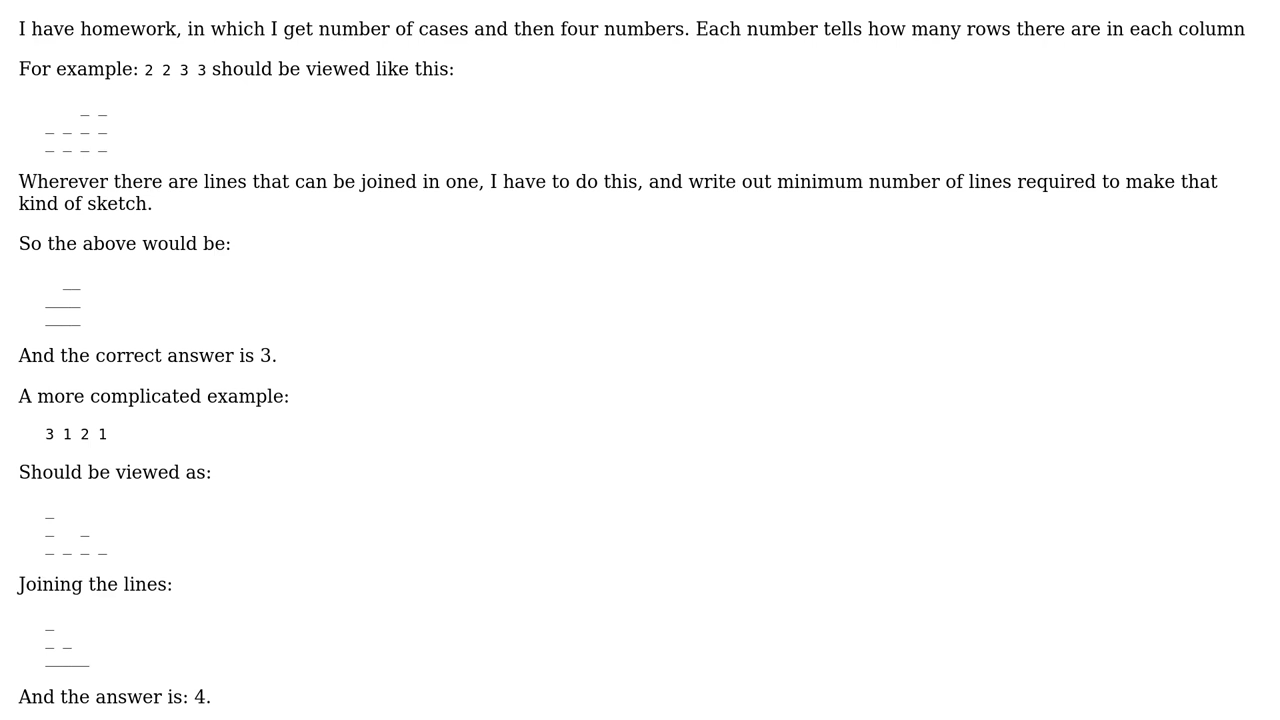 I have homework, in which I get number of cases and then four numbers. Each number tells how many rows there are in each column
For example: 2 2 3 3 should be viewed like this:
    _ _
_ _ _ _
_ _ _ _
Wherever there are lines that can be joined in one, I have to do this, and write out minimum number of lines required to make that
kind of sketch.
So the above would be:
  __
____
____
And the correct answer is 3.
A more complicated example:
3 1 2 1
Should be viewed as:
_
_   _
_ _ _ _
Joining the lines:
_
_ _
_____
And the answer is: 4.